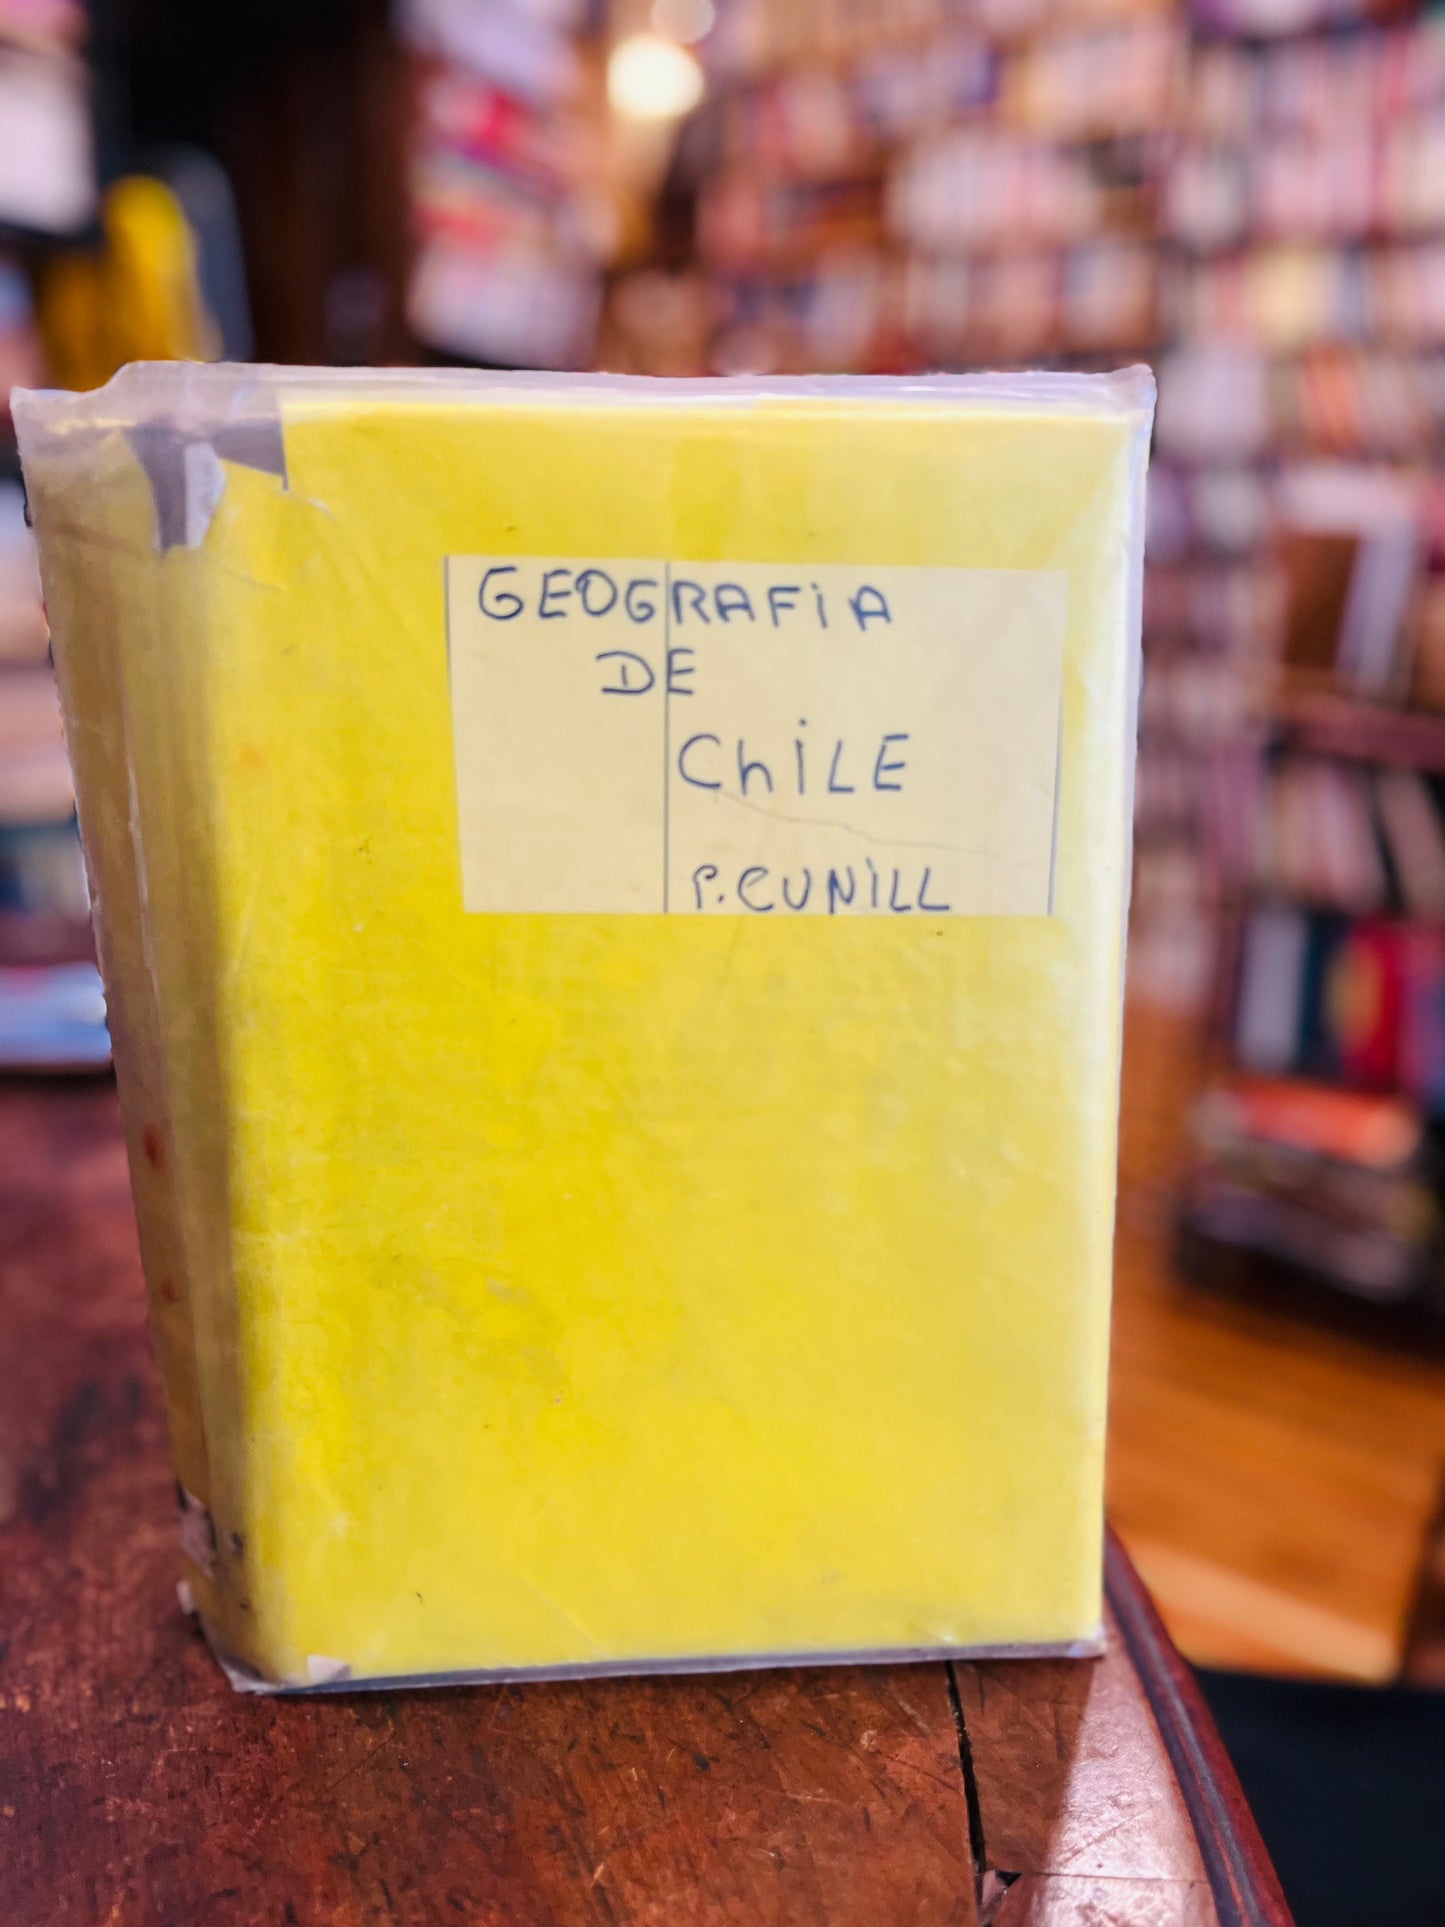 GEOGRAFIA
DE
ChILE
P. CUNILL